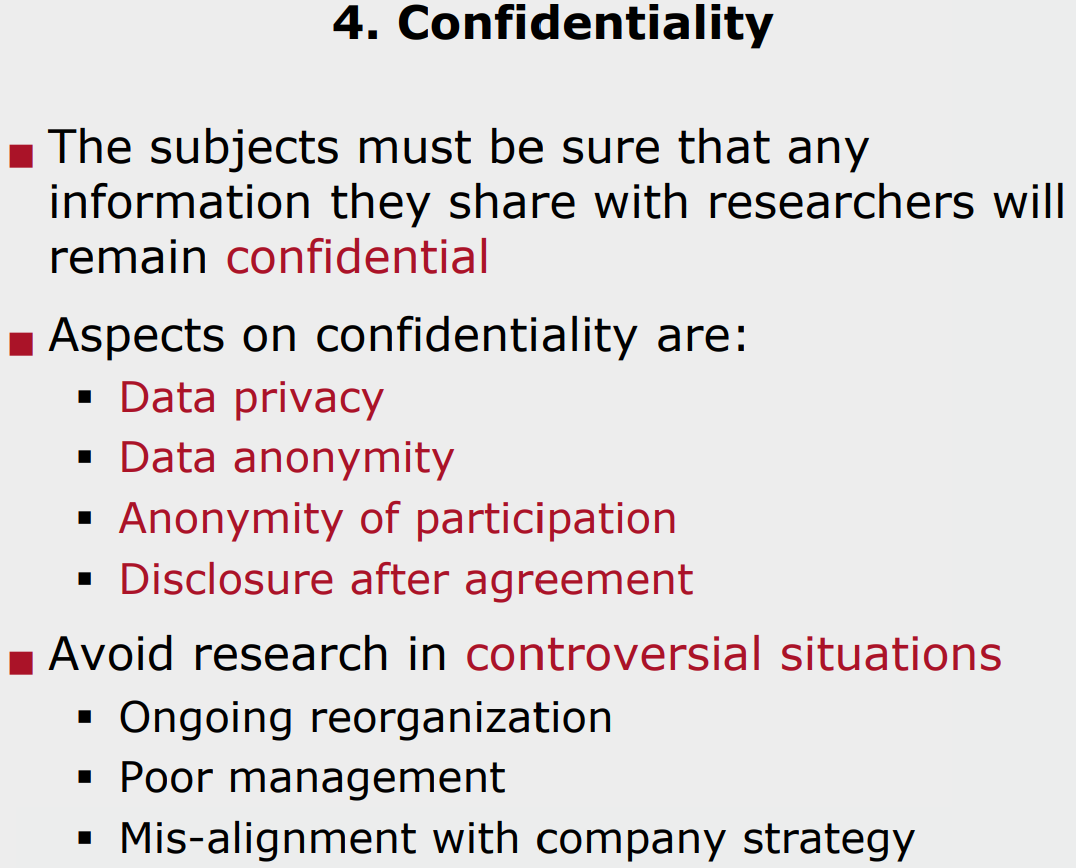 4. Confidentiality
■ The subjects must be sure that any
information they share with researchers will
remain confidential
■ Aspects on confidentiality are:
▪ Data privacy
▪ Data anonymity
▪ Anonymity of participation
▪ Disclosure after agreement
■ Avoid research in controversial situations
▪ Ongoing reorganization
▪ Poor management
▪ Mis-alignment with company strategy